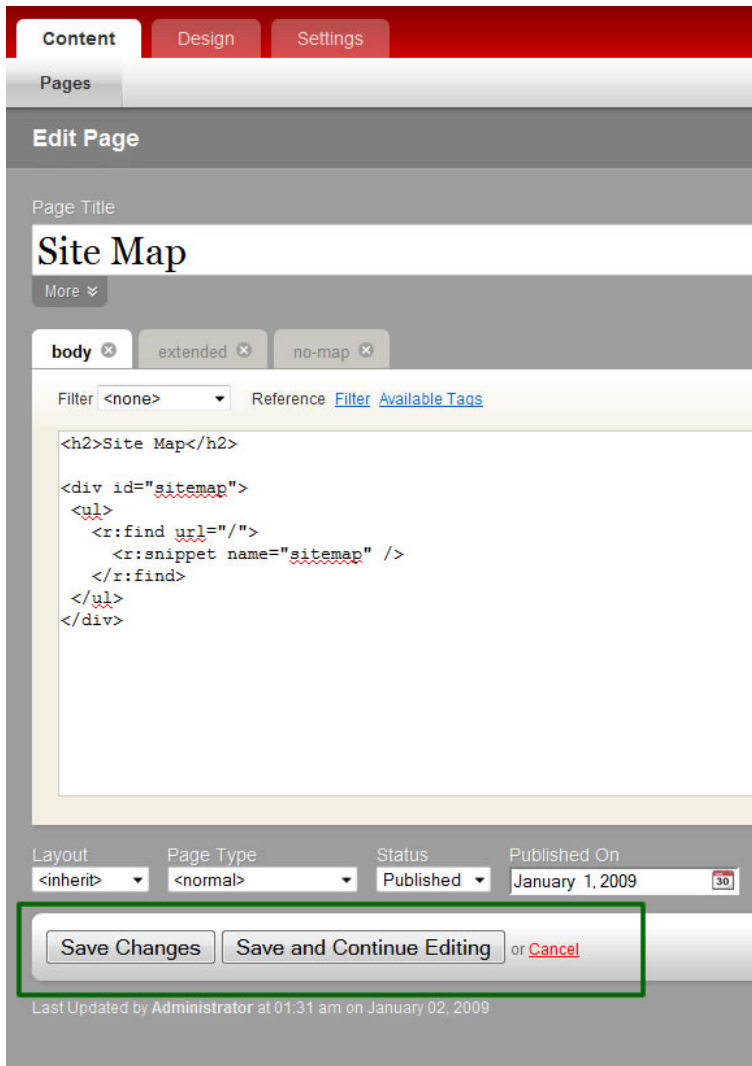 Content Design Settings
Pages
Edit Page
Page Title
Site Map
More
body extended no-map
Filter <none> Reference Filter Available Tags
<h2>Site Map</h2>
<div id="sitemap">
<ul>
<r:find url="/">
<r:snippet name="sitemap" />
</r:find>
</ul>
</div>
Layout Page Type Status Published On
<inherit> <normal> Published January 1, 2009 30
Save Changes Save and Continue Editing or Cancel
Last Updated by Administrator at 01:31 am on January 02, 2009